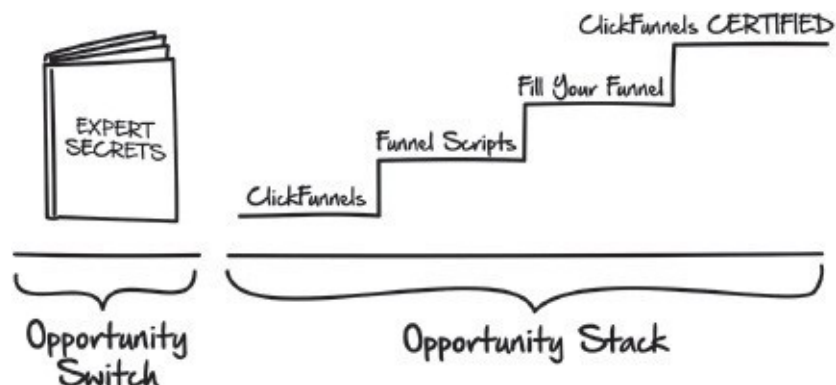 ClickFunnels CERTIFIED
Fill Your Funnel
EXPERT
SECRETS
Funnel Scripts
ClickFunnels
Opportunity
Switch
Opportunity Stack